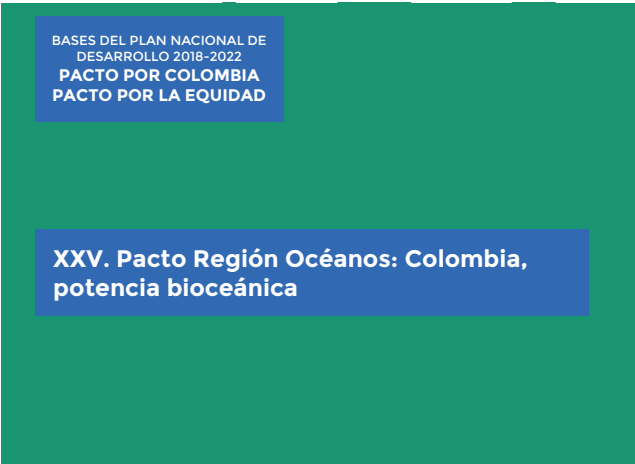 BASES DEL PLAN NACIONAL DE
DESARROLLO 2018-2022
PACTO POR COLOMBIA
PACTO POR LA EQUIDAD
XXV. Pacto Región Océanos: Colombia,
potencia bioceánica